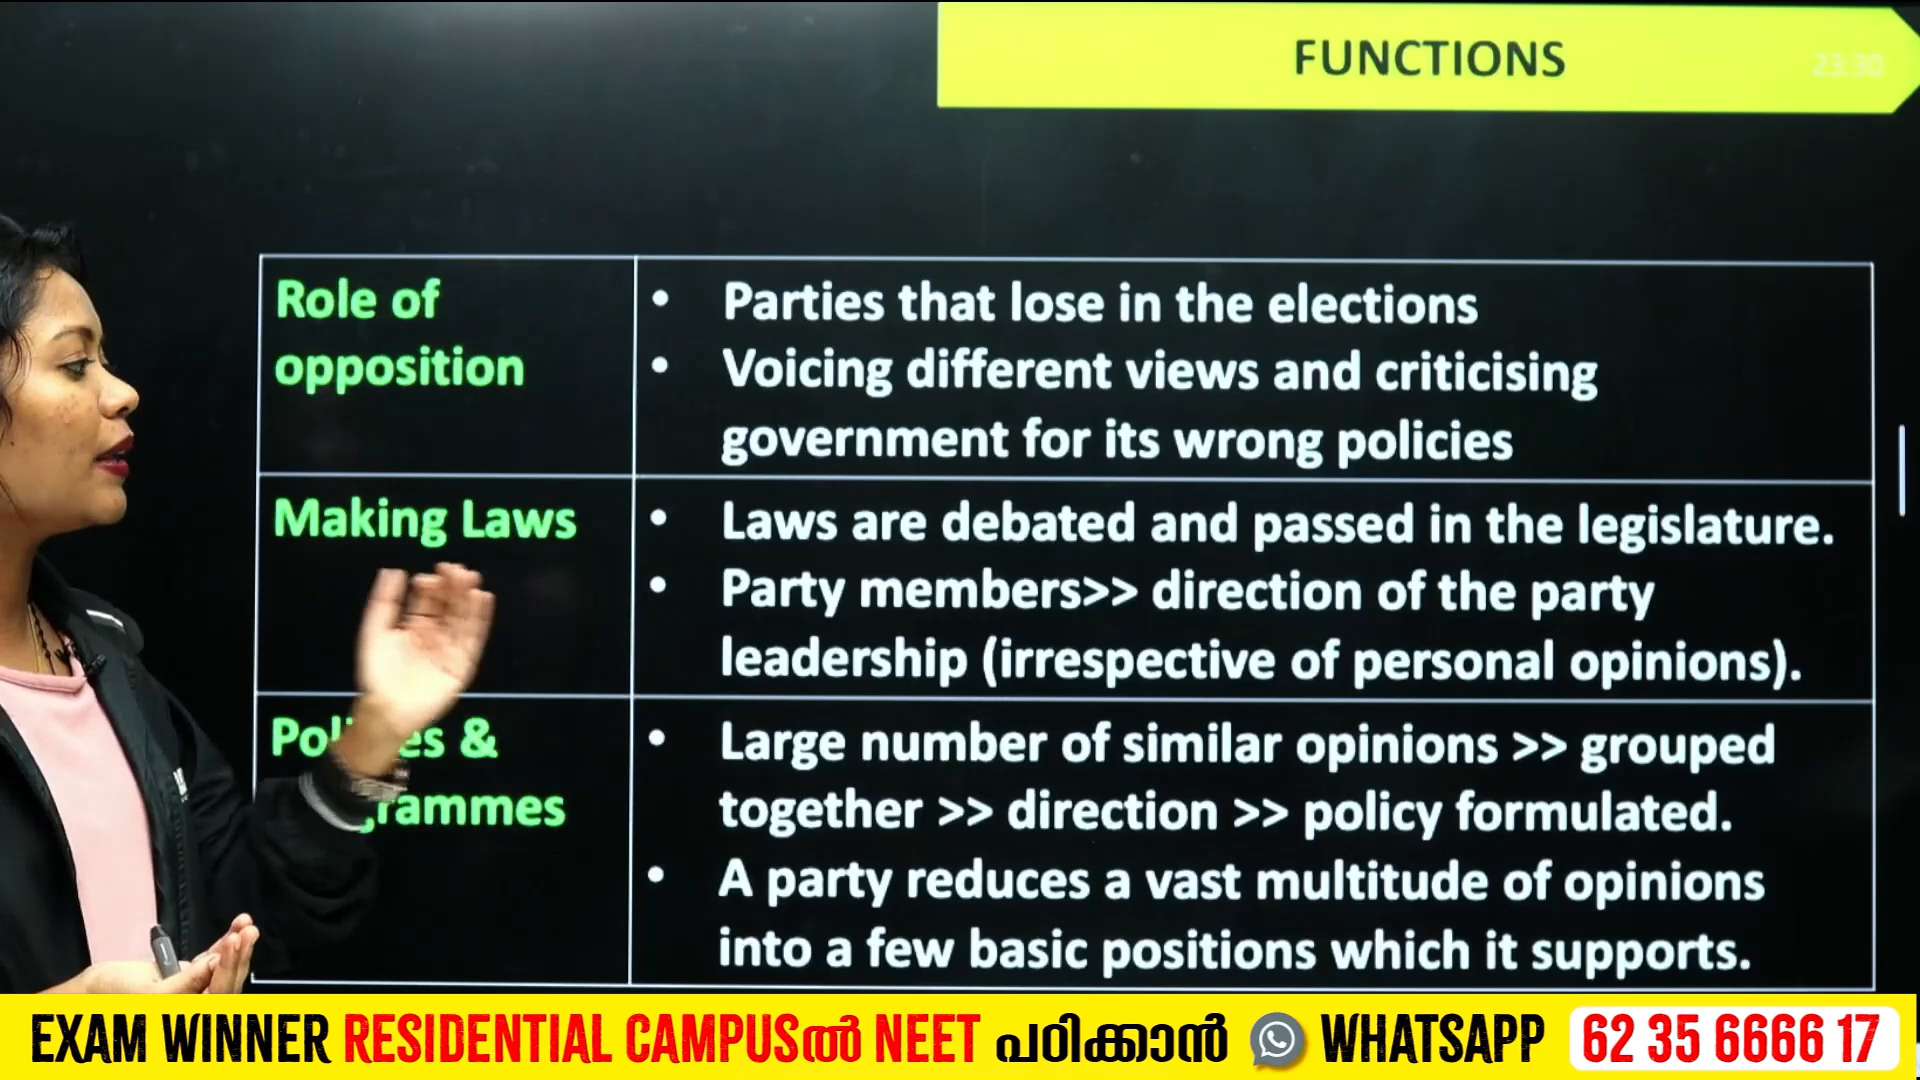 FUNCTIONS
23:30
Role of
opposition
• Parties that lose in the elections
• Voicing different views and criticising
government for its wrong policies
Making Laws
• Laws are debated and passed in the legislature.
• Party members>> direction of the party
leadership (irrespective of personal opinions).
&
• Large number of similar opinions >> grouped
together >> direction >> policy formulated.
• A party reduces a vast multitude of opinions
into a few basic positions which it supports.
EXAM WINNER RESIDENTIAL CAMPUSൽ NEET പഠിക്കാൻ WHATSAPP 62 35 6666 17